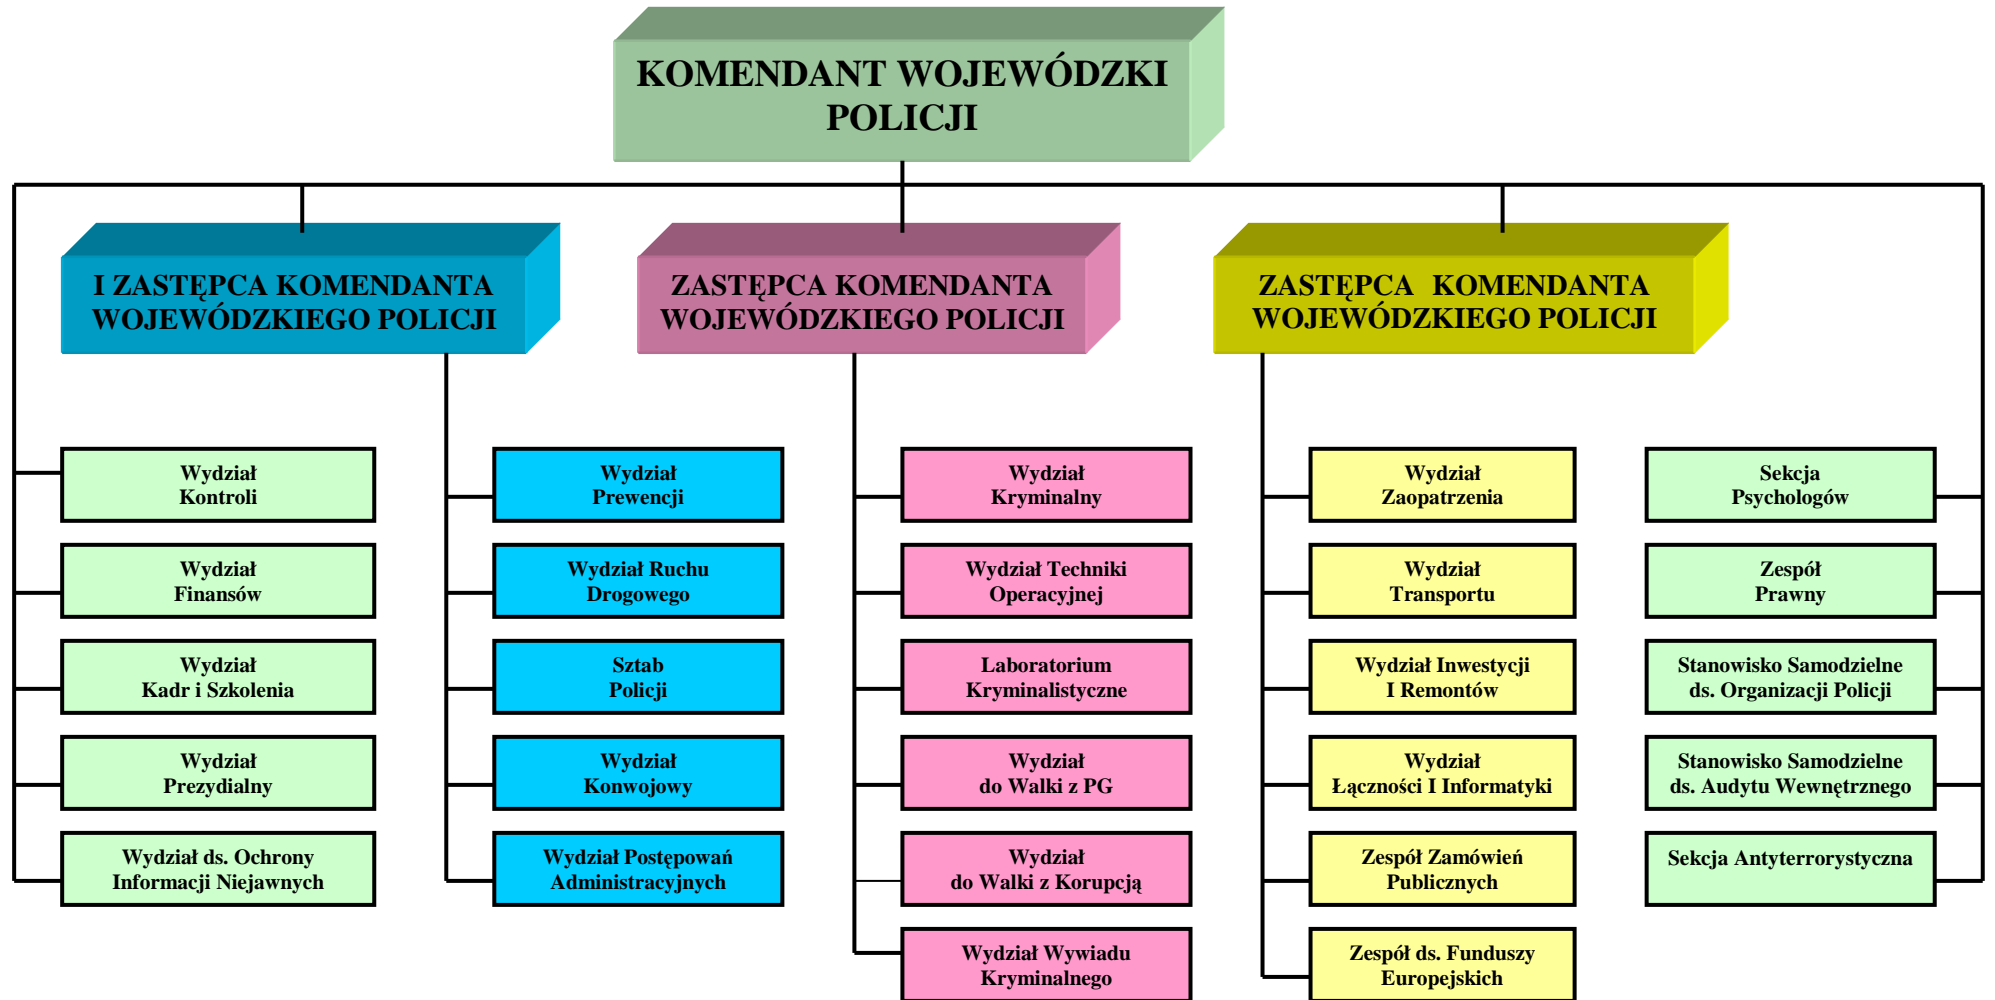 KOMENDANT WOJEWÓDZKI
POLICJI
I ZASTĘPCA KOMENDANTA
WOJEWÓDZKIEGO POLICJI
ZASTĘPCA KOMENDANTA
WOJEWÓDZKIEGO POLICJI
ZASTĘPCA KOMENDANTA
WOJEWÓDZKIEGO POLICJI
Wydział
Kontroli
Wydział
Finansów
Wydział
Kadr i Szkolenia
Wydział
Prezydialny
Wydział ds. Ochrony
Informacji Niejawnych
Wydział
Prewencji
Wydział Ruchu
Drogowego
Sztab
Policji
Wydział
Konwojowy
Wydział Postępowań
Administracyjnych
Wydział
Kryminalny
Wydział Techniki
Operacyjnej
Laboratorium
Kryminalistyczne
Wydział
do Walki z PG
Wydział
do Walki z Korupcją
Wydział Wywiadu
Kryminalnego
Wydział
Zaopatrzenia
Wydział
Transportu
Wydział Inwestycji
I Remontów
Wydział
Łączności I Informatyki
Zespół Zamówień
Publicznych
Zespół ds. Funduszy
Europejskich
Sekcja
Psychologów
Zespół
Prawny
Stanowisko Samodzielne
ds. Organizacji Policji
Stanowisko Samodzielne
ds. Audytu Wewnętrznego
Sekcja Antyterrorystyczna